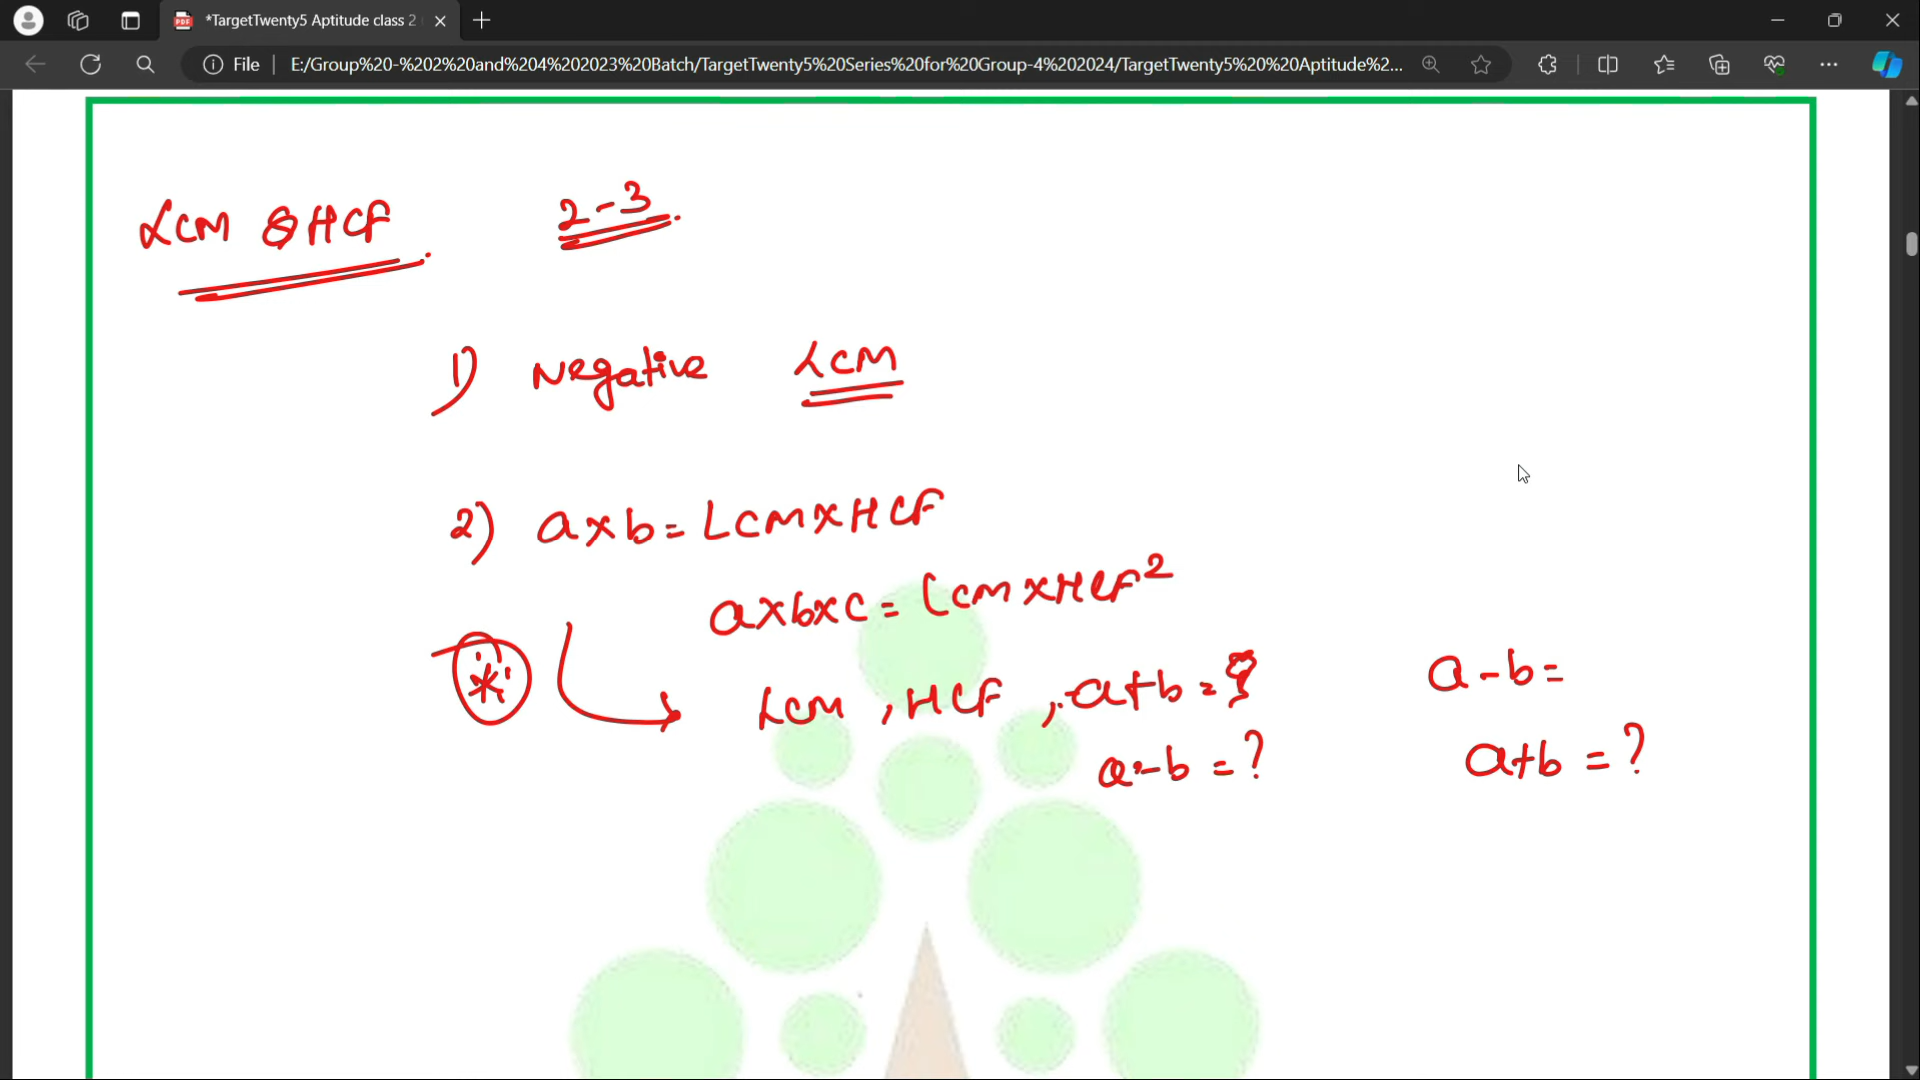 *TargetTwenty5 Aptitude class 2
File
E:/Group%20-%202%20and%204%202023%20Batch/TargetTwenty5%20Series%20for%20Group-4%202024/TargetTwenty5%20%20Aptitude%2...
LCM & HCF 2-3
1) Negative LCM
2) a×b = LCM×HCF
a×b×c = LCM×HCF²
* LCM, HCF, a+b = ? a-b =
a-b = ? a+b = ?